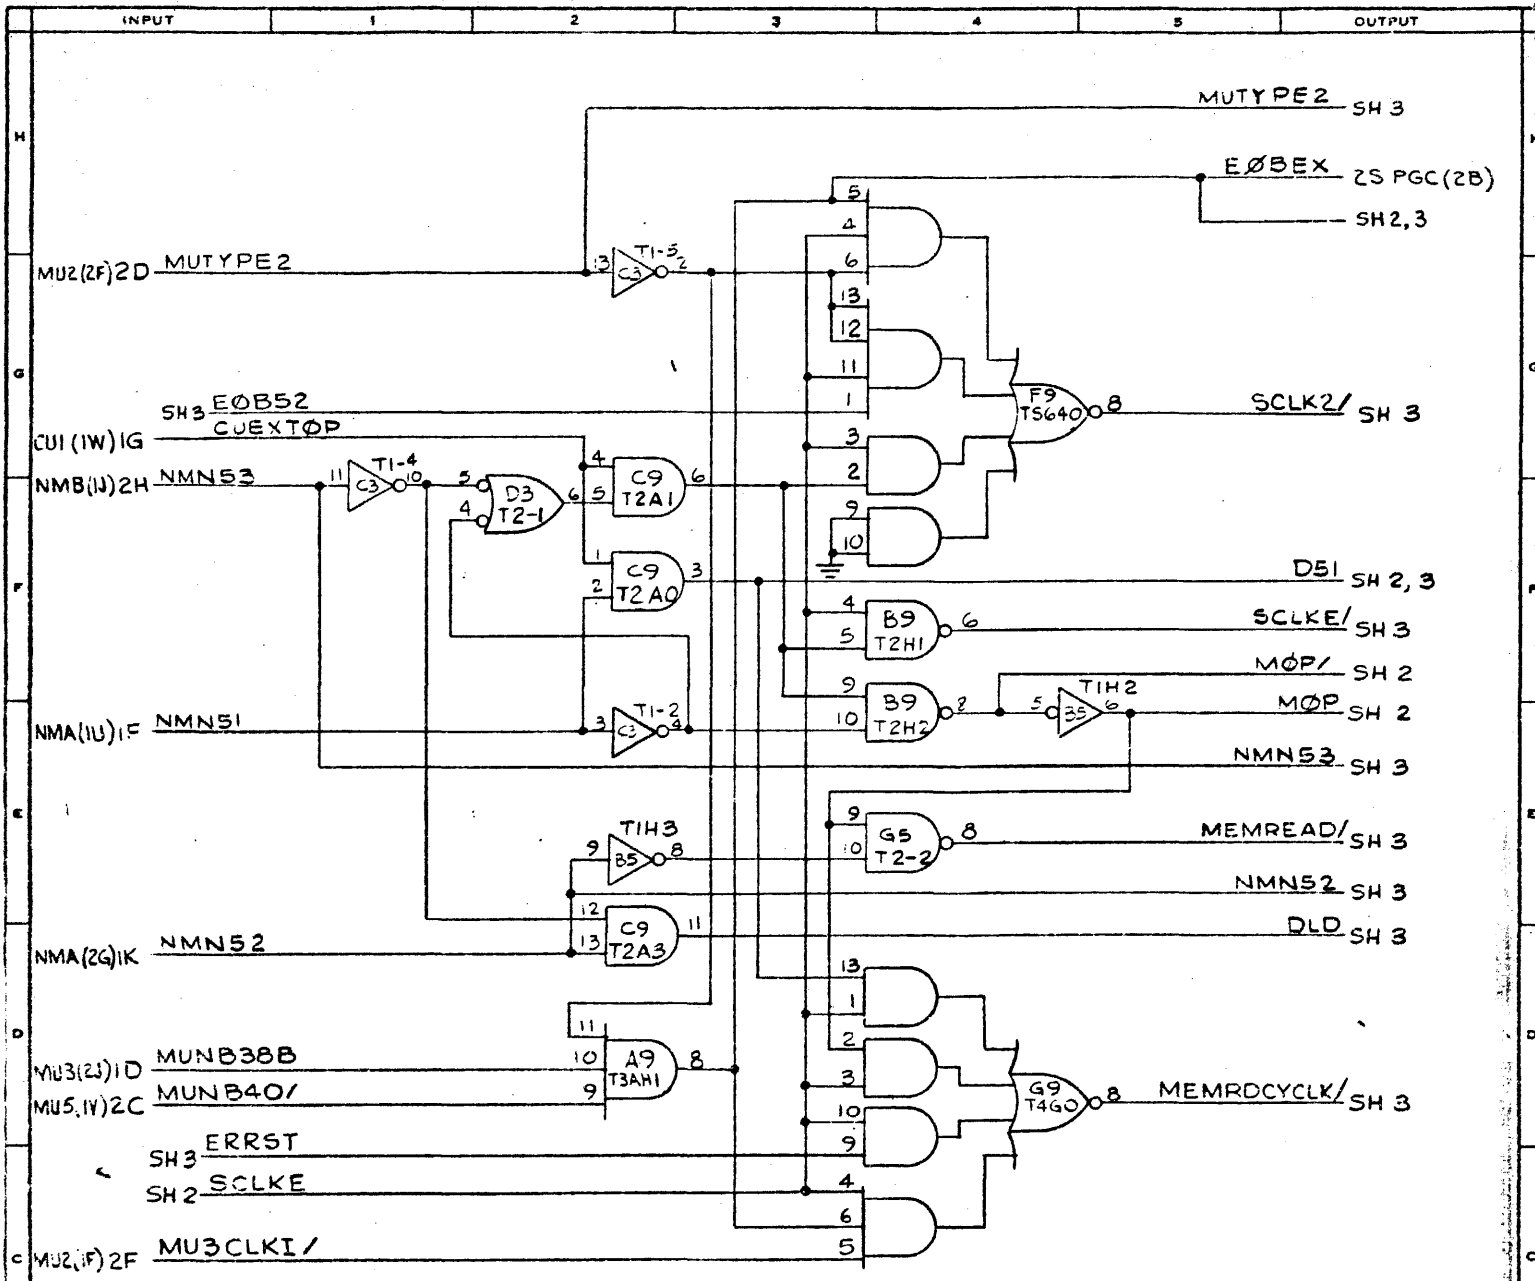 INPUT 1 2 3 4 5 OUTPUT
H
MUTYPE2 SH 3
EØBEX 2S PGC(2B)
SH 2,3
5
4
6
MU2(2F)2D MUTYPE2 13 C3 T1-5 2
13
12
11
1
G
F9
TS640
8 SCLK2/ SH 3
SH3 EØB52
CU1(1W)1G CUEXTØP
3
2
NMB(1J)2H NMN53 11 C3 T1-4 10
5
4
D3
T2-1
6
4
5
C9
T2A1
6
9
10
1
2
C9
T2A0
3 D51 SH 2,3
F
4
5
B9
T2H1
6 SCLKE/ SH 3
MØP/ SH 2
9
10
B9
T2H2
8 5 B5 T1H2 6 MØP SH 2
NMA(1U)1F NMN51 3 C3 T1-2 4
NMN53 SH 3
E
9 B5 T1H3 8
9
10
G5
T2-2
8 MEMREAD/ SH 3
NMN52 SH 3
12
13
C9
T2A3
11 DLD SH 3
NMA(2G)1K NMN52
13
1
D
11
10
9
A9
T3AH1
8
2
3
MU3(2J)1D MUNB38B
MU5,1V)2C MUNB40/
10
9
G9
T4G0
8 MEMRDCYCLK/ SH 3
SH3 ERRST
SH2 SCLKE
4
6
5
C MU2(1F)2F MU3CLKI/